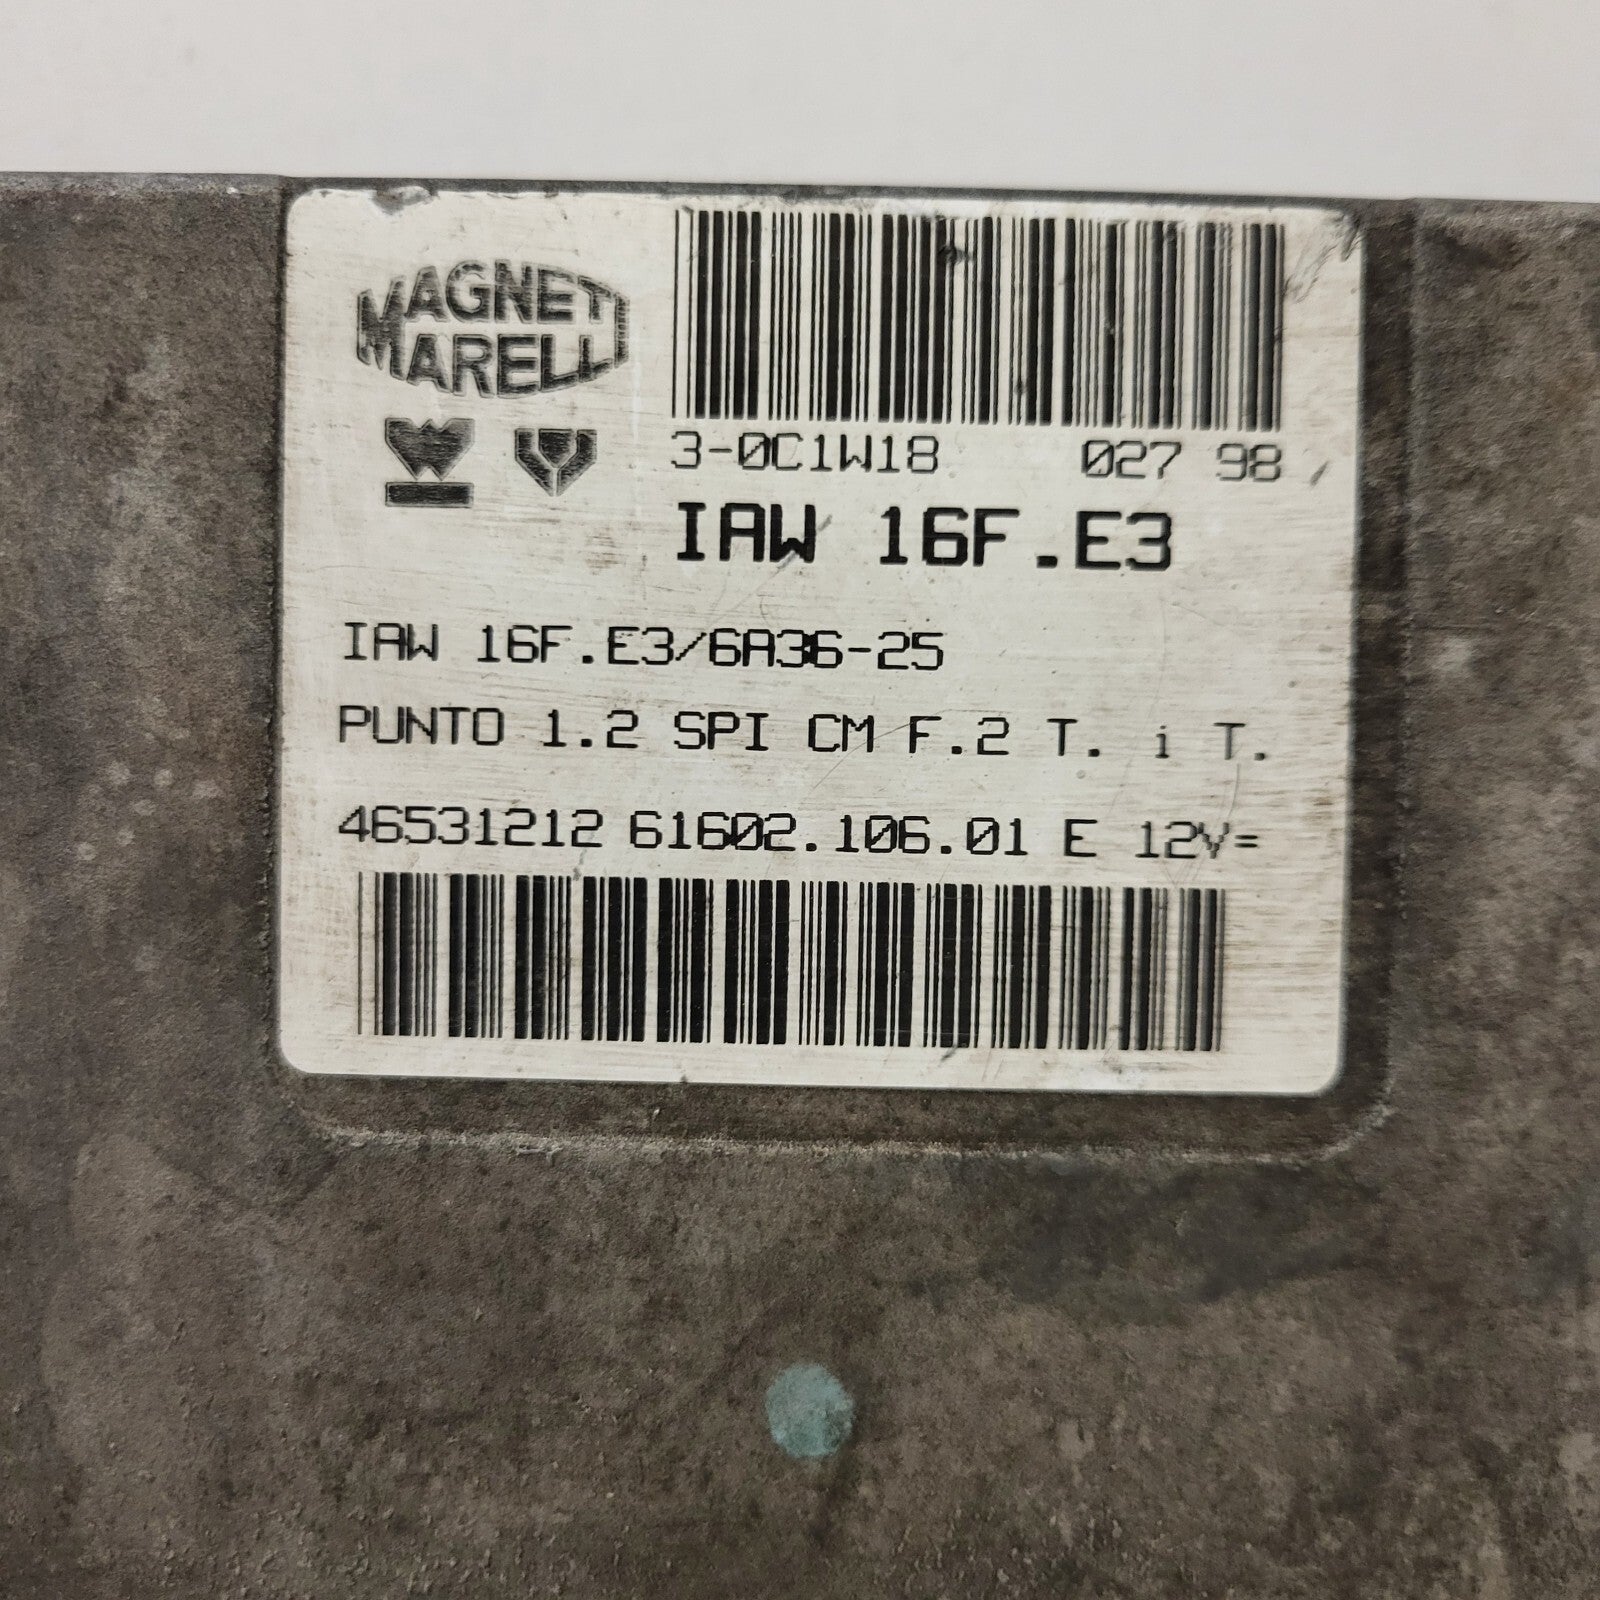 MAGNETI
MARELLI
3-0C1W18 027 98
IAW 16F.E3
IAW 16F.E3/6A36-25
PUNTO 1.2 SPI CM F.2 T. i T.
46531212 61602.106.01 E 12V=